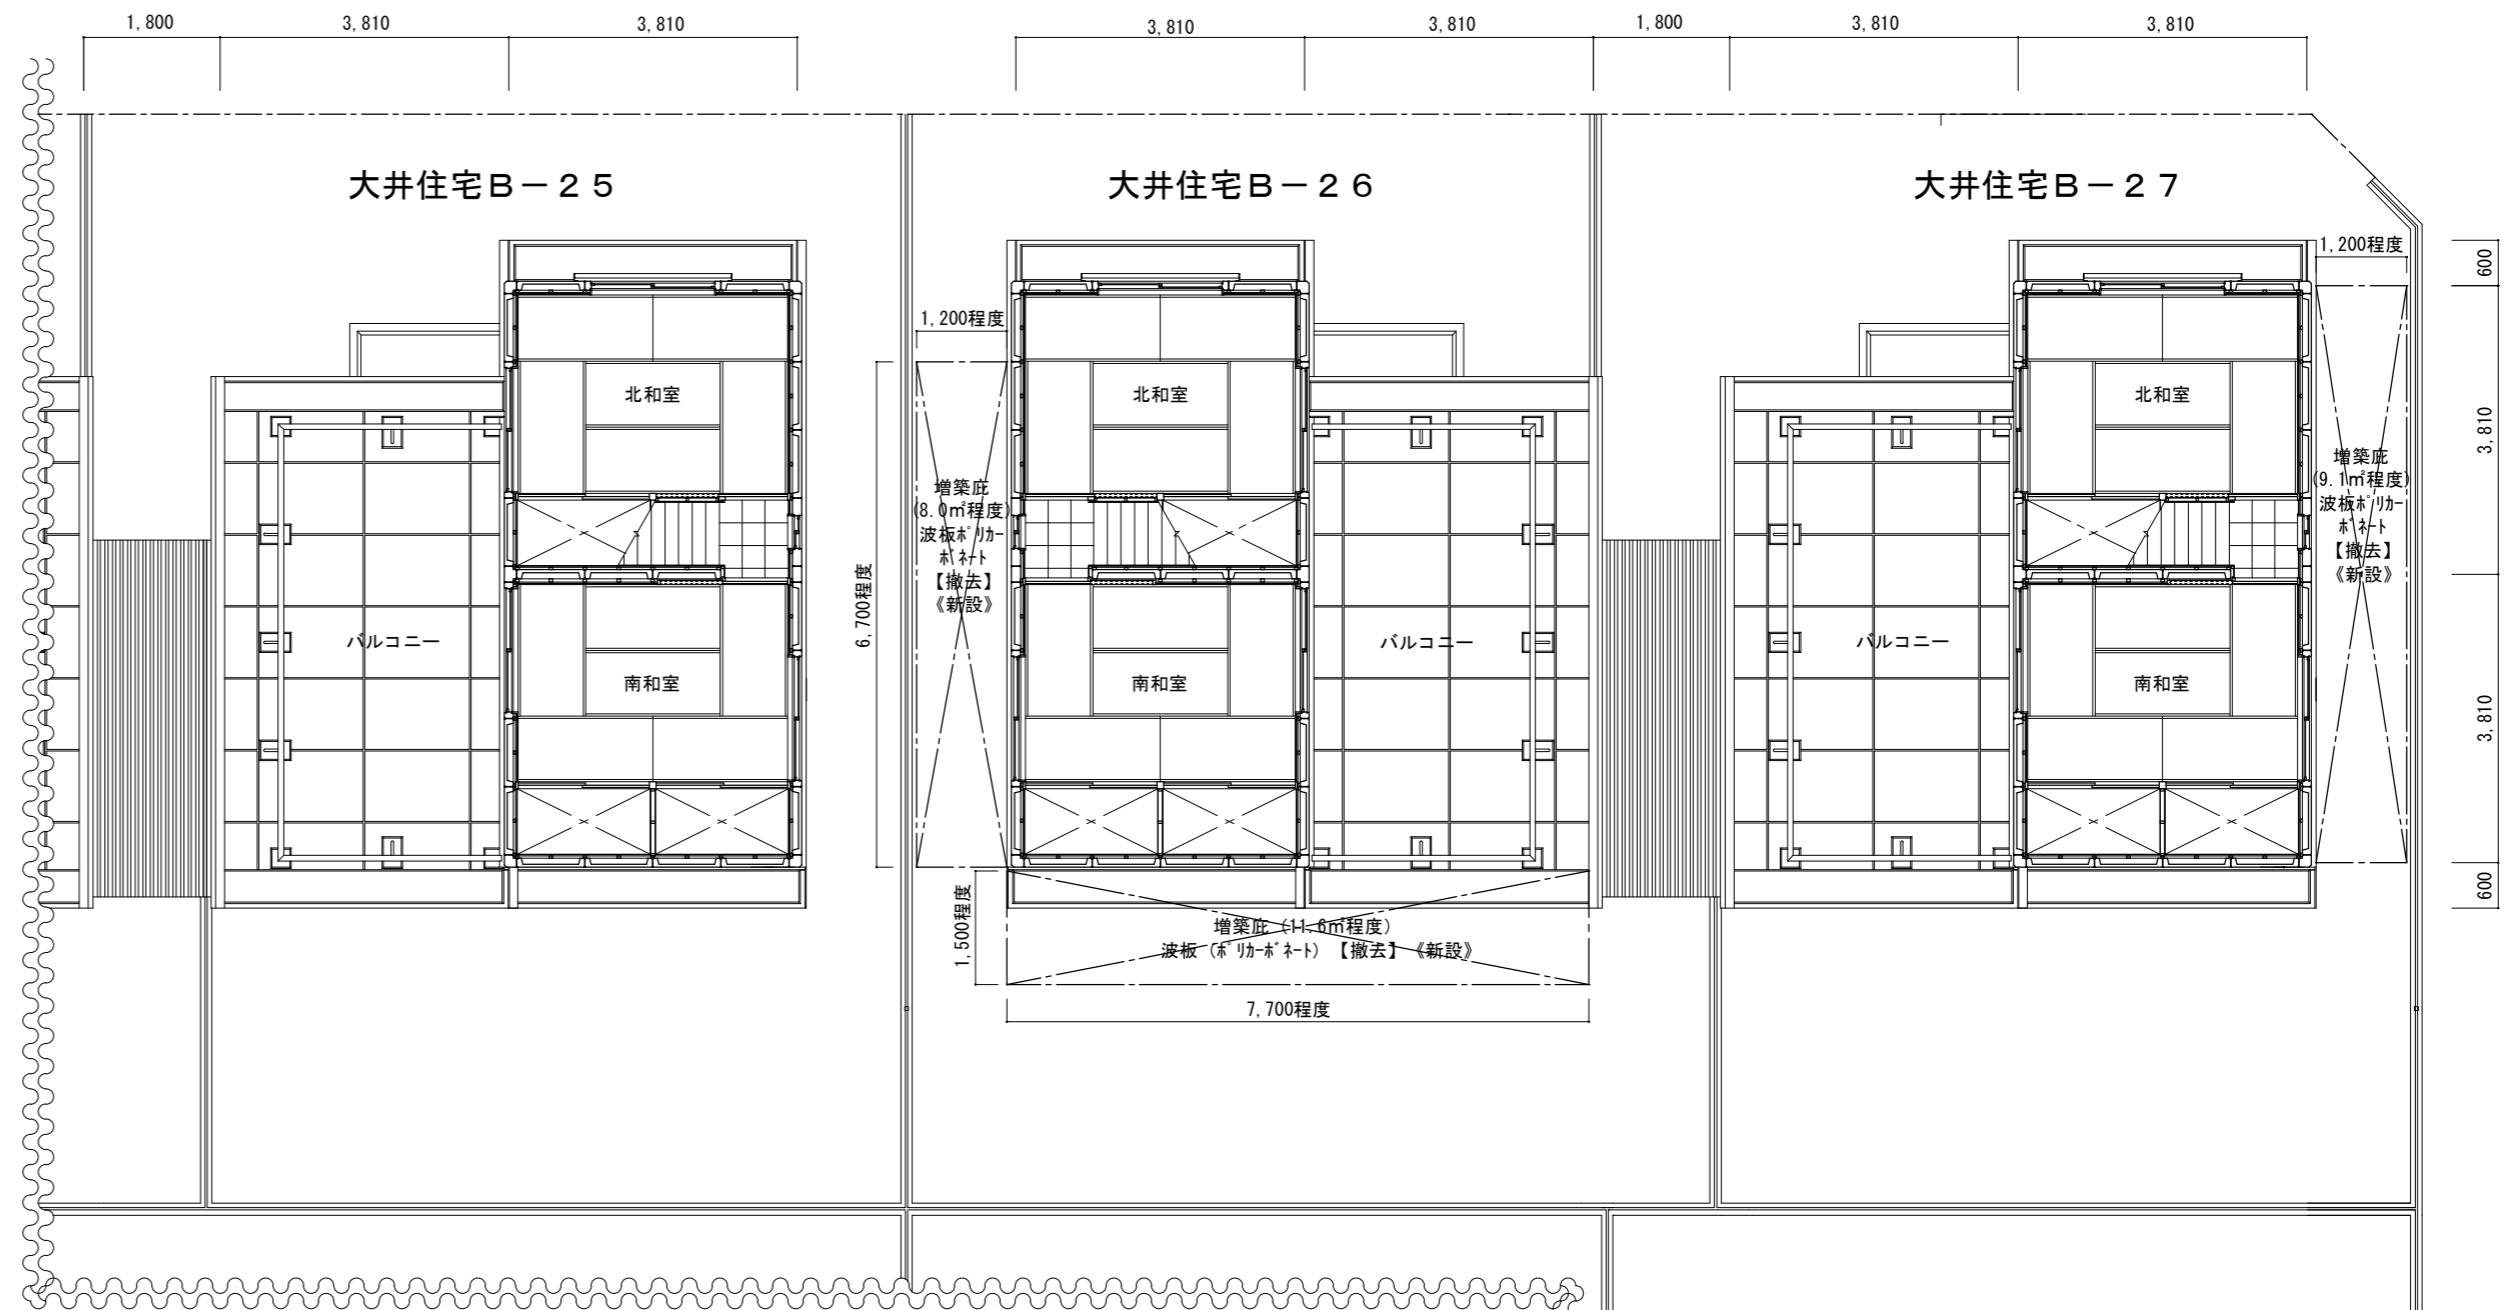 1,800 3,810 3,810 3,810 3,810 1,800 3,810 3,810
大井住宅B−25
大井住宅B−26
大井住宅B−27
1,200程度
600
1,200程度
北和室
北和室
北和室
3,810
増築庇
(9.1㎡程度)
波板ﾎﾟﾘｶｰ
ﾎﾞﾈｰﾄ
【撤去】
《新設》
増築庇
(8.0㎡程度)
波板ﾎﾟﾘｶｰ
ﾎﾞﾈｰﾄ
【撤去】
《新設》
6,700程度
バルコニー
バルコニー
バルコニー
南和室
南和室
南和室
3,810
600
1,500程度
増築庇(11.6㎡程度)
波板(ﾎﾟﾘｶｰﾎﾞﾈｰﾄ)【撤去】《新設》
7,700程度